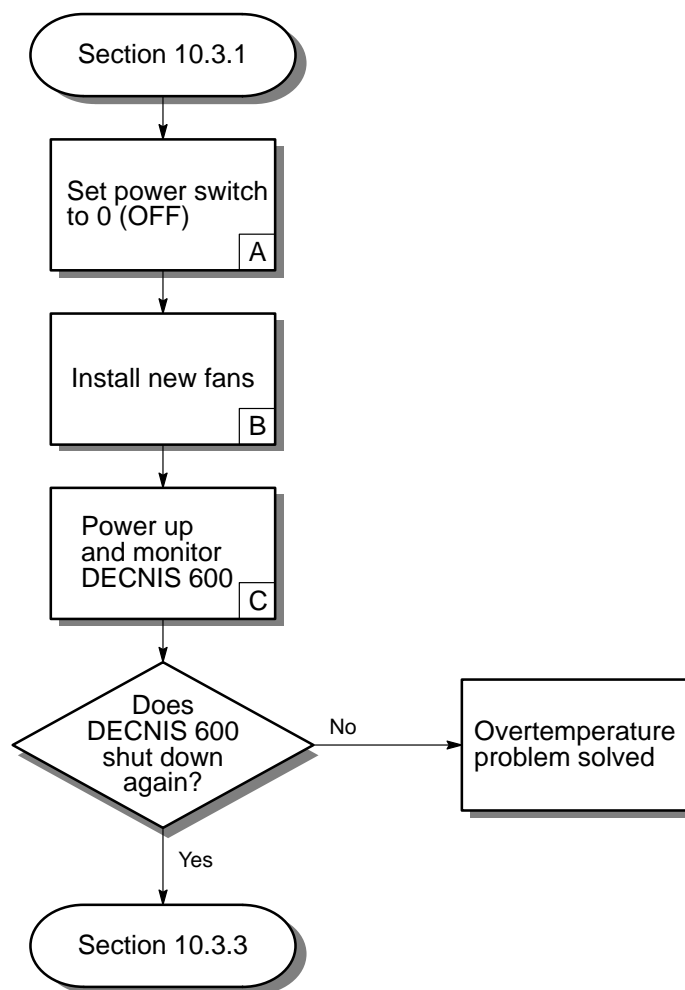 Section 10.3.1
Set power switch
to 0 (OFF)
A
Install new fans
B
Power up
and monitor
DECNIS 600
C
Does
DECNIS 600
shut down
again?
No
Overtemperature
problem solved
Yes
Section 10.3.3